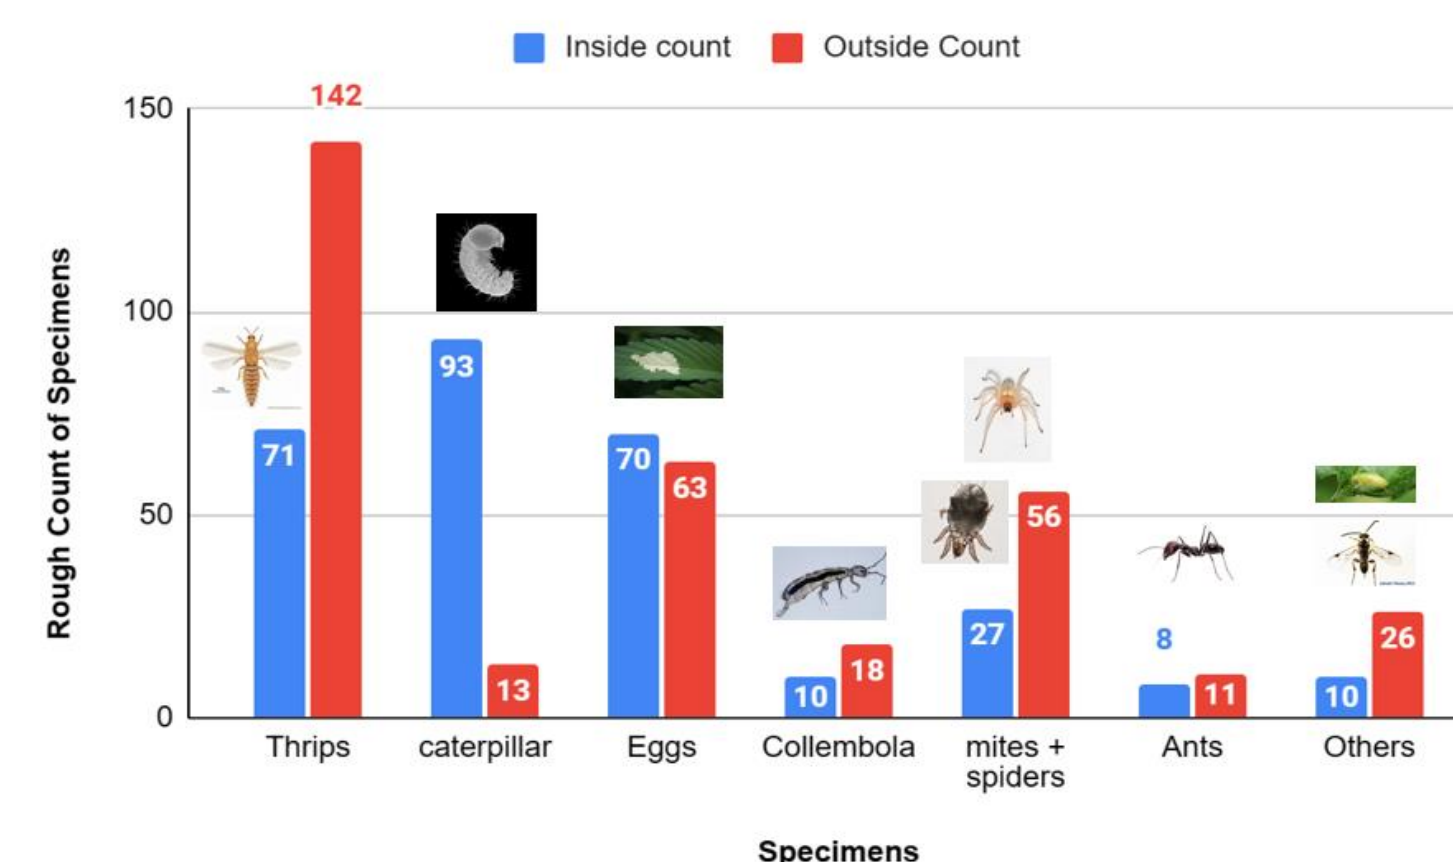 Inside count
Outside Count
Rough Count of Specimens
150
100
50
0
142
71
93
13
70
63
10
18
27
56
8
11
10
26
Thrips
caterpillar
Eggs
Collembola
mites +
spiders
Ants
Others
Specimens